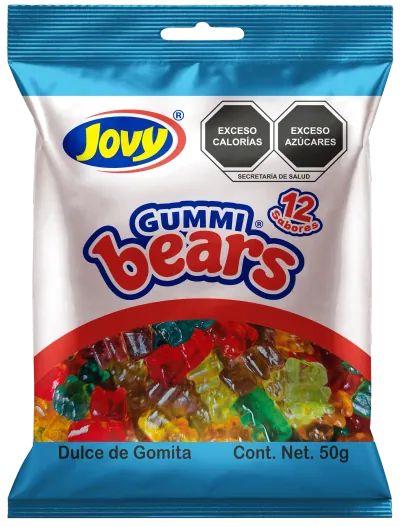 Jovy®
EXCESO
CALORÍAS
EXCESO
AZÚCARES
SECRETARÍA DE SALUD
12
Sabores
GUMMI®
bears
Dulce de Gomita
Cont. Net. 50g